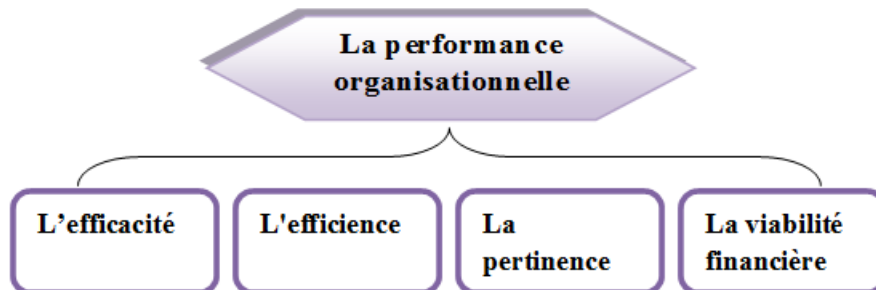 La performance
organisationnelle
L’efficacité
L'efficience
La
pertinence
La viabilité
financière